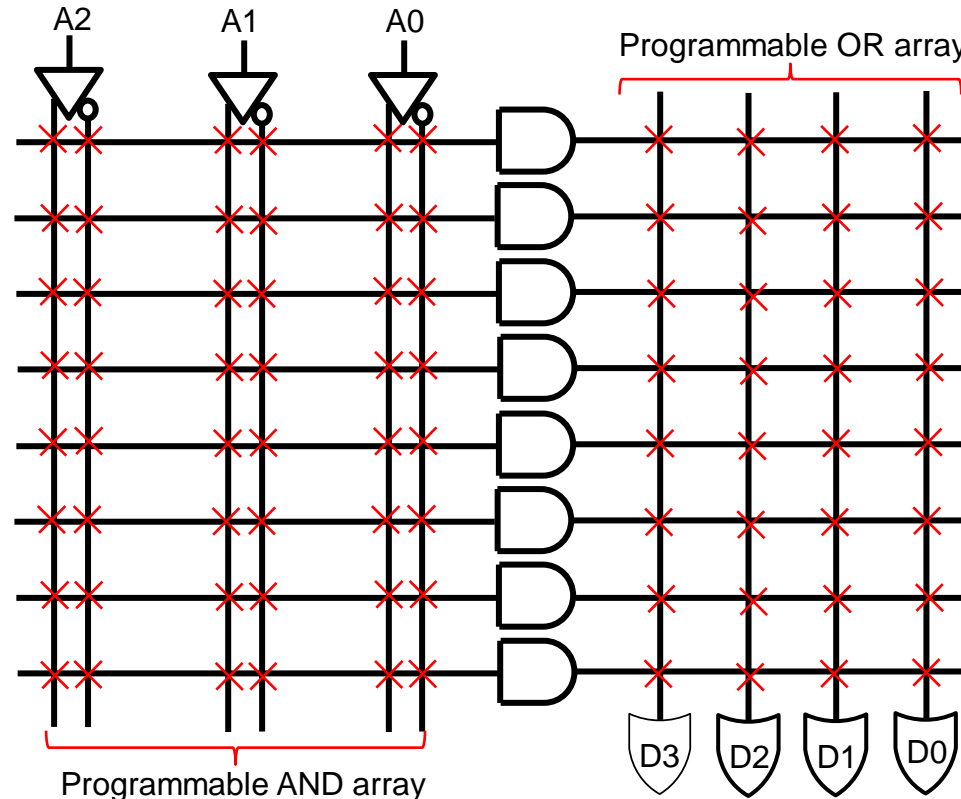 A2 A1 A0
Programmable OR array
D3 D2 D1 D0
Programmable AND array